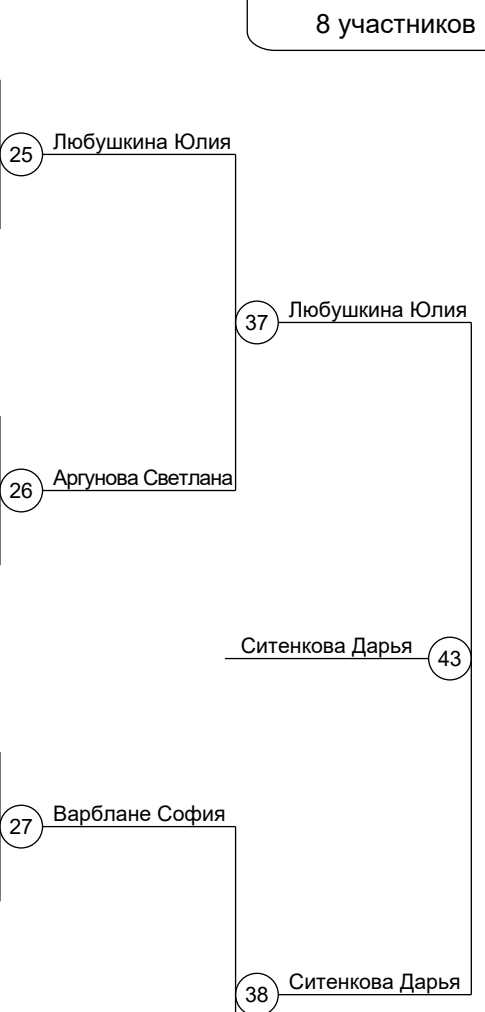 8 участников
25 Любушкина Юлия
37 Любушкина Юлия
26 Аргунова Светлана
Ситенкова Дарья 43
27 Варблане София
38 Ситенкова Дарья